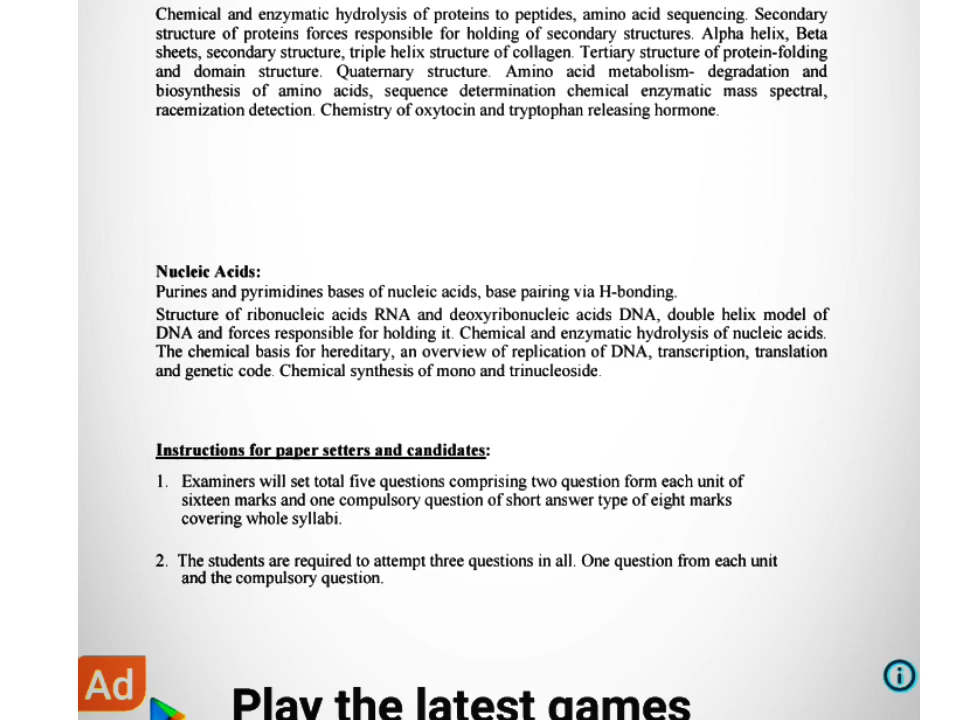 Chemical and enzymatic hydrolysis of proteins to peptides, amino acid sequencing. Secondary
structure of proteins forces responsible for holding of secondary structures. Alpha helix, Beta
sheets, secondary structure, triple helix structure of collagen. Tertiary structure of protein-folding
and domain structure. Quaternary structure. Amino acid metabolism- degradation and
biosynthesis of amino acids, sequence determination chemical enzymatic mass spectral,
racemization detection. Chemistry of oxytocin and tryptophan releasing hormone.
Nucleic Acids:
Purines and pyrimidines bases of nucleic acids, base pairing via H-bonding.
Structure of ribonucleic acids RNA and deoxyribonucleic acids DNA, double helix model of
DNA and forces responsible for holding it. Chemical and enzymatic hydrolysis of nucleic acids.
The chemical basis for hereditary, an overview of replication of DNA, transcription, translation
and genetic code. Chemical synthesis of mono and trinucleoside.
Instructions for paper setters and candidates:
1. Examiners will set total five questions comprising two question form each unit of
sixteen marks and one compulsory question of short answer type of eight marks
covering whole syllabi.
2. The students are required to attempt three questions in all. One question from each unit
and the compulsory question.
Ad
Play the latest games